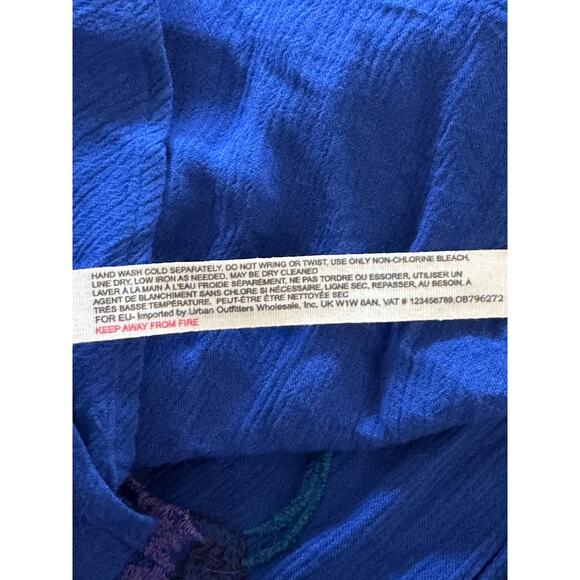 HAND WASH COLD SEPARATELY, DO NOT WRING OR TWIST, USE ONLY NON-CHLORINE BLEACH,
LINE DRY, LOW IRON AS NEEDED, MAY BE DRY CLEANED
LAVER À LA MAIN À L'EAU FROIDE SÉPARÉMENT, NE PAS TORDRE OU ESSORER, UTILISER UN
AGENT DE BLANCHIMENT SANS CHLORE SI NÉCESSAIRE, LIGNE SEC, REPASSER, AU BESOIN, À
TRÈS BASSE TEMPÉRATURE, PEUT-ÊTRE ÊTRE NETTOYÉE SEC
FOR EU- Imported by Urban Outfitters Wholesale, Inc. UK W1W 8AN, VAT # 123456789,OB796272
KEEP AWAY FROM FIRE